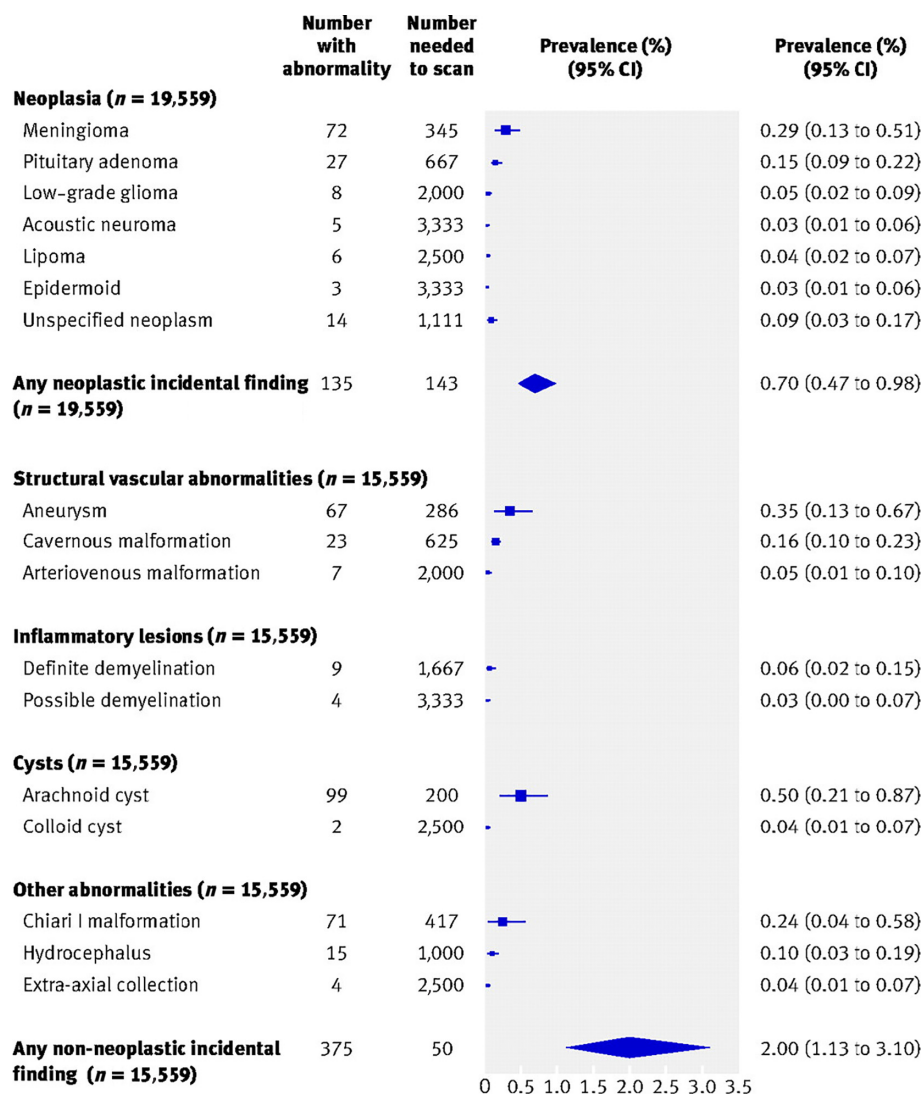 Number with abnormality Number needed to scan Prevalence (%) (95% CI) Prevalence (%) (95% CI)
Neoplasia (n = 19,559)
Meningioma 72 345 0.29 (0.13 to 0.51)
Pituitary adenoma 27 667 0.15 (0.09 to 0.22)
Low-grade glioma 8 2,000 0.05 (0.02 to 0.09)
Acoustic neuroma 5 3,333 0.03 (0.01 to 0.06)
Lipoma 6 2,500 0.04 (0.02 to 0.07)
Epidermoid 3 3,333 0.03 (0.01 to 0.06)
Unspecified neoplasm 14 1,111 0.09 (0.03 to 0.17)
Any neoplastic incidental finding 135 143 0.70 (0.47 to 0.98)
(n = 19,559)
Structural vascular abnormalities (n = 15,559)
Aneurysm 67 286 0.35 (0.13 to 0.67)
Cavernous malformation 23 625 0.16 (0.10 to 0.23)
Arteriovenous malformation 7 2,000 0.05 (0.01 to 0.10)
Inflammatory lesions (n = 15,559)
Definite demyelination 9 1,667 0.06 (0.02 to 0.15)
Possible demyelination 4 3,333 0.03 (0.00 to 0.07)
Cysts (n = 15,559)
Arachnoid cyst 99 200 0.50 (0.21 to 0.87)
Colloid cyst 2 2,500 0.04 (0.01 to 0.07)
Other abnormalities (n = 15,559)
Chiari I malformation 71 417 0.24 (0.04 to 0.58)
Hydrocephalus 15 1,000 0.10 (0.03 to 0.19)
Extra-axial collection 4 2,500 0.04 (0.01 to 0.07)
Any non-neoplastic incidental 375 50 2.00 (1.13 to 3.10)
finding (n = 15,559)
0 0.5 1.0 1.5 2.0 2.5 3.0 3.5